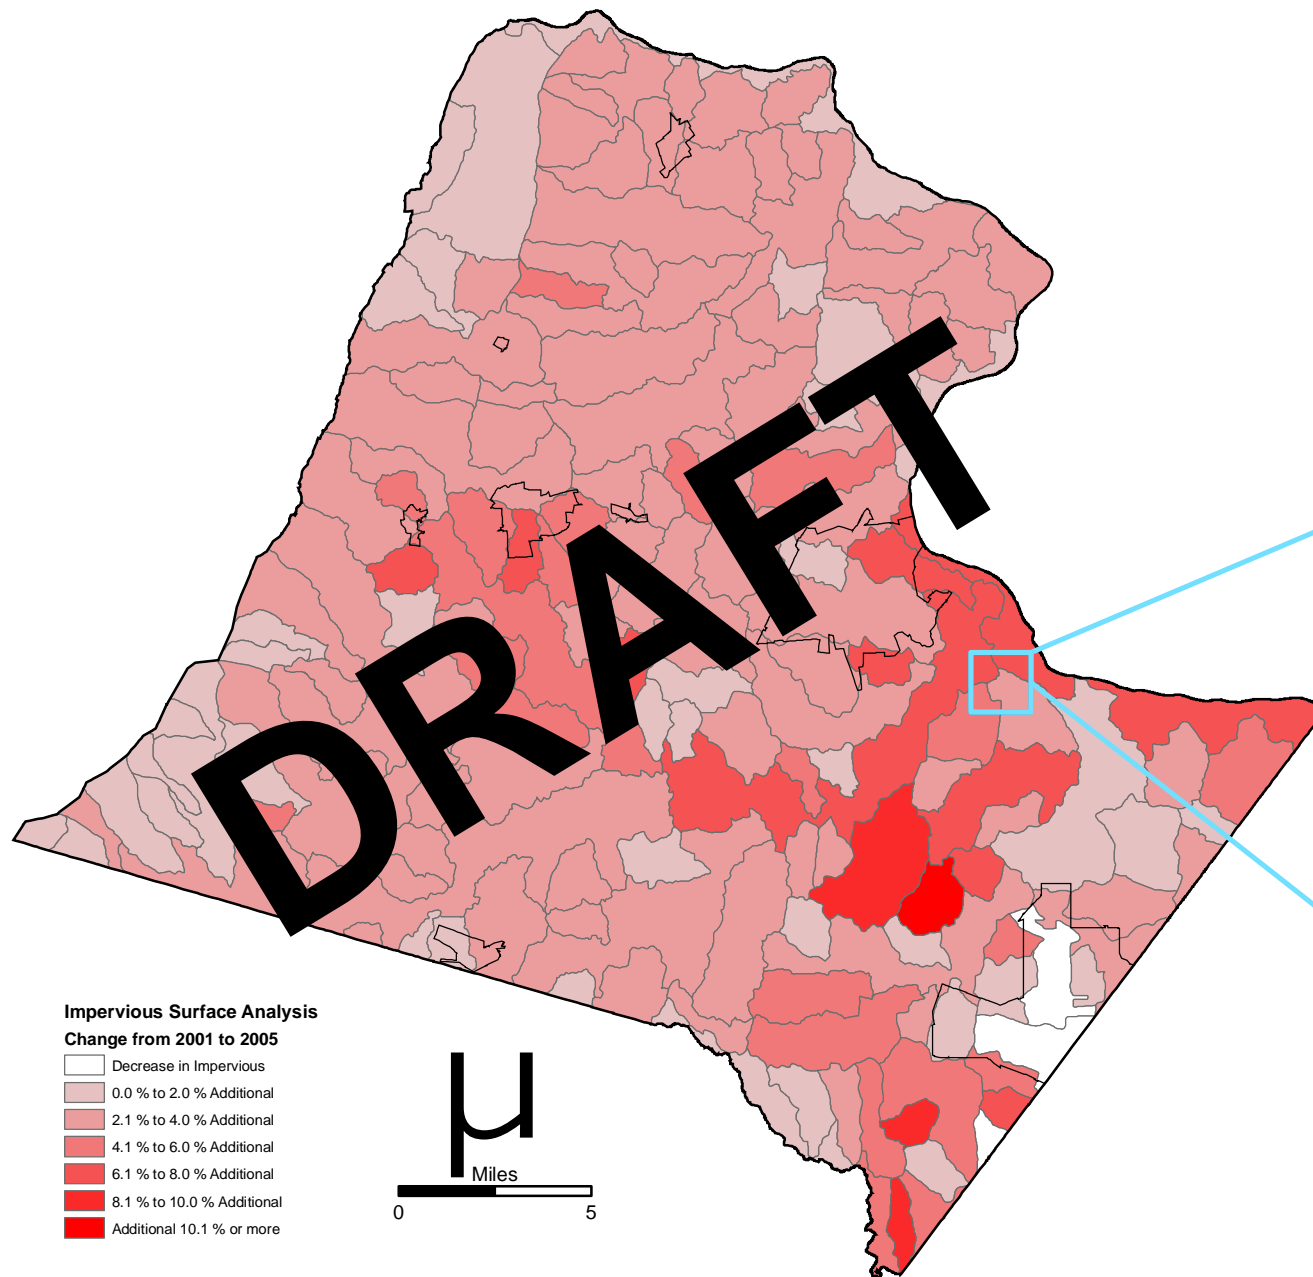 DRAFT
Impervious Surface Analysis
Change from 2001 to 2005
Decrease in Impervious
0.0 % to 2.0 % Additional
2.1 % to 4.0 % Additional
4.1 % to 6.0 % Additional
6.1 % to 8.0 % Additional
8.1 % to 10.0 % Additional
Additional 10.1 % or more
µ
Miles
0 5